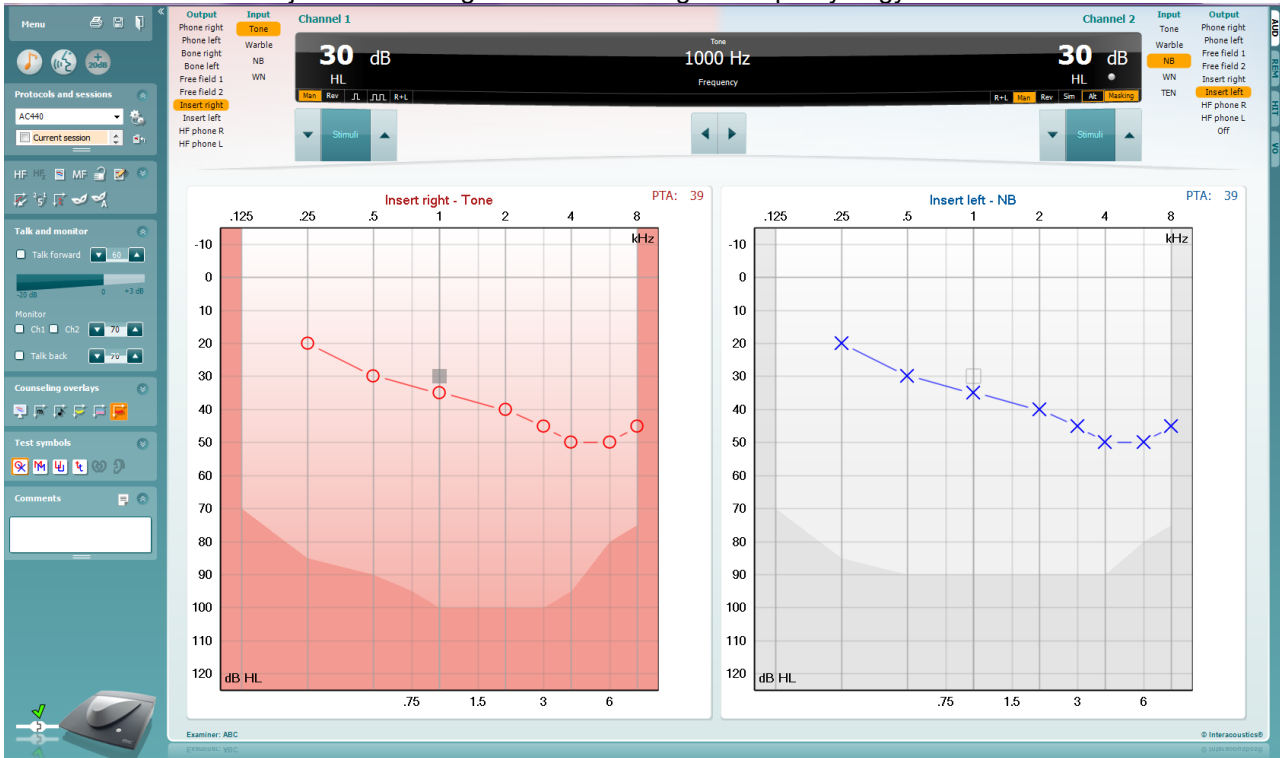 Menu
Output
Input
Channel 1
Channel 2
Input
Output
Phone right
Tone
Phone left
Warble
Bone right
NB
Bone left
WN
Free field 1
Free field 2
Insert right
Insert left
HF phone R
HF phone L
30 dB
HL
Man Rev R+L
Tone
1000 Hz
Frequency
30 dB
HL
R+L Man Rev Sim Alt Masking
Tone
Warble
NB
WN
TEN
Phone right
Phone left
Free field 1
Free field 2
Insert right
Insert left
HF phone R
HF phone L
Off
AUD
REM
HIT
VO
Stimuli
Stimuli
+
20dB
Protocols and sessions
AC440
Current session
HF HF MF
Talk and monitor
Talk forward 60
-20 dB 0 +3 dB
Monitor
Ch1 Ch2 70
Talk back 70
Counseling overlays
Test symbols
Comments
Insert right - Tone
PTA: 39
.125 .25 .5 1 2 4 8
kHz
-10
0
10
20
30
40
50
60
70
80
90
100
110
120
dB HL
.75 1.5 3 6
Insert left - NB
PTA: 39
.125 .25 .5 1 2 4 8
kHz
-10
0
10
20
30
40
50
60
70
80
90
100
110
120
dB HL
.75 1.5 3 6
Examiner: ABC
© Interacoustics®